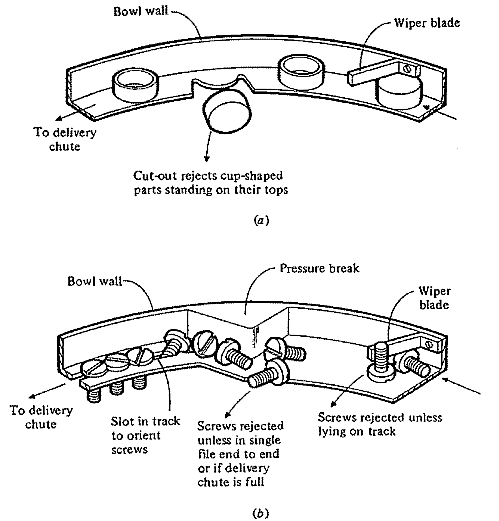 Bowl wall
Wiper blade
To delivery
chute
Cut-out rejects cup-shaped
parts standing on their tops
(a)
Pressure break
Bowl wall
Wiper
blade
To delivery
chute
Slot in track
to orient
screws
Screws rejected
unless in single
file end to end
or if delivery
chute is full
Screws rejected unless
lying on track
(b)